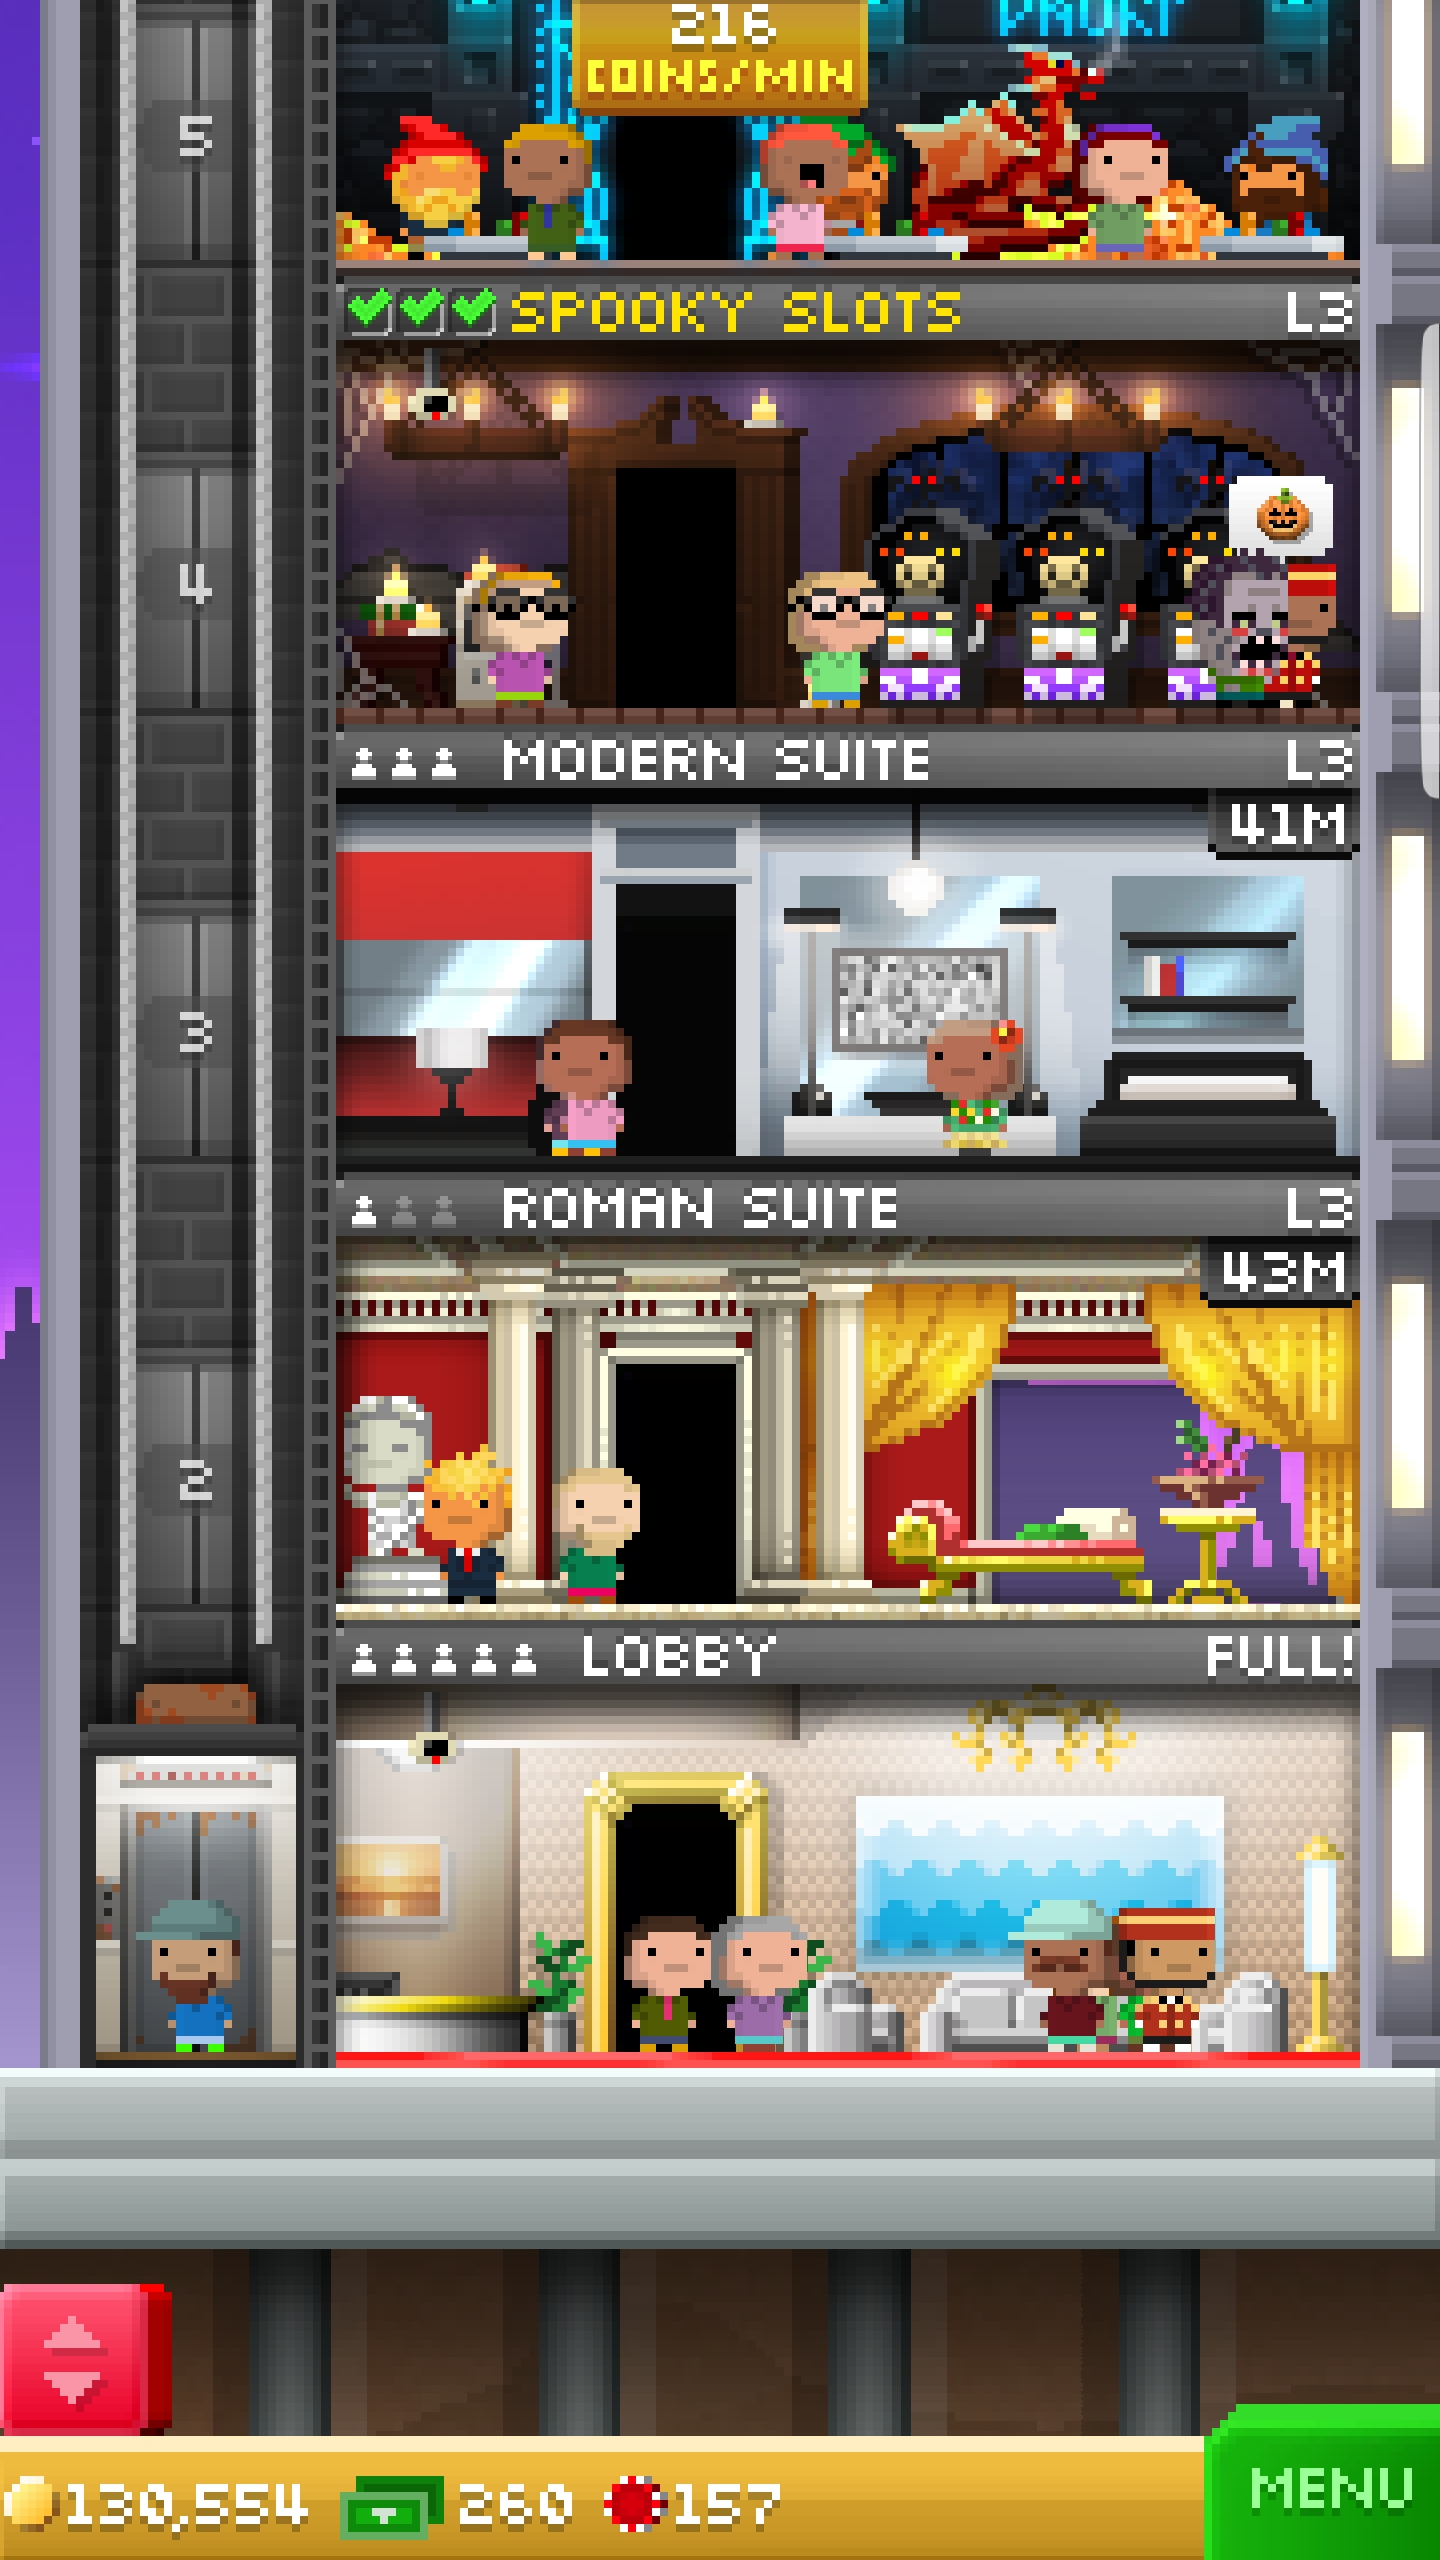 216
COINS/MIN
5
SPOOKY SLOTS L3
4
MODERN SUITE L3
41M
3
ROMAN SUITE L3
43M
2
LOBBY FULL!
MENU
130,554 260 157